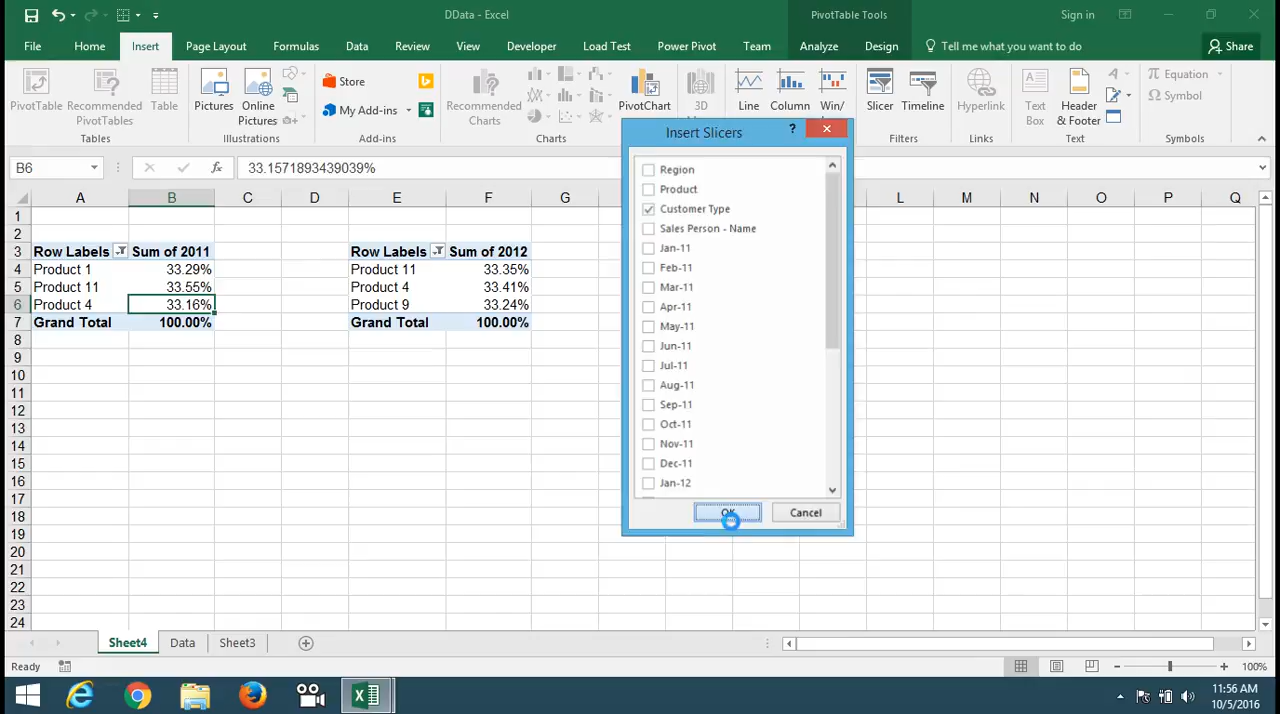 DData - Excel
PivotTable Tools
Sign in
File Home Insert Page Layout Formulas Data Review View Developer Load Test Power Pivot Team Analyze Design Tell me what you want to do Share
PivotTable
Recommended PivotTables
Table
Tables
Pictures
Online Pictures
Illustrations
Store
My Add-ins
Add-ins
Recommended Charts
Charts
PivotChart
3D
Line
Column
Win/
Slicer
Timeline
Filters
Hyperlink
Links
Text Box
Header & Footer
Text
Equation
Symbol
Symbols
B6
fx
33.1571893439039%
A B C D E F G L M N O P Q
1
2
3 Row Labels Sum of 2011 Row Labels Sum of 2012
4 Product 1 33.29% Product 11 33.35%
5 Product 11 33.55% Product 4 33.41%
6 Product 4 33.16% Product 9 33.24%
7 Grand Total 100.00% Grand Total 100.00%
8
9
10
11
12
13
14
15
16
17
18
19
20
21
22
23
24
Insert Slicers
?
Region
Product
Customer Type
Sales Person - Name
Jan-11
Feb-11
Mar-11
Apr-11
May-11
Jun-11
Jul-11
Aug-11
Sep-11
Oct-11
Nov-11
Dec-11
Jan-12
OK
Cancel
Sheet4 Data Sheet3
Ready
100%
11:56 AM
10/5/2016